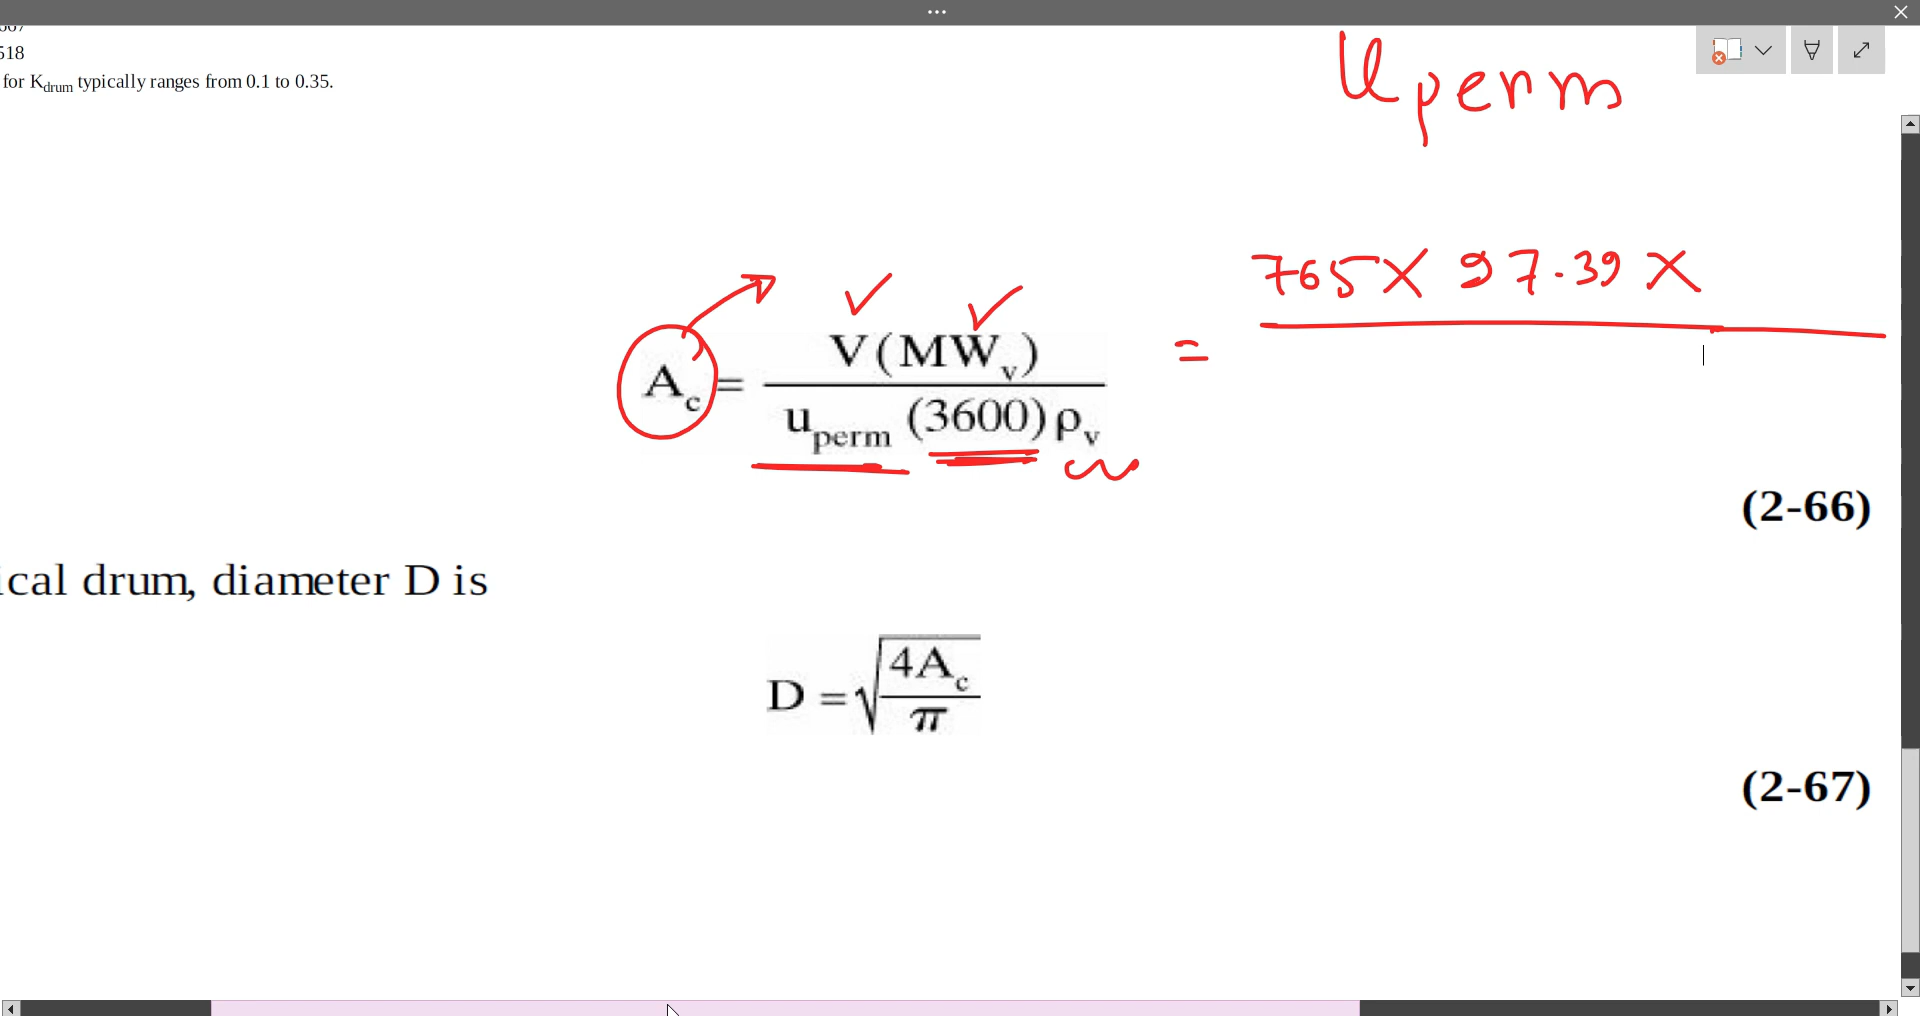 518
for Kdrum typically ranges from 0.1 to 0.35.
Uperm
765 X 97.39 X
Ac = V(MWv) / uperm (3600) ρv =
(2-66)
ical drum, diameter D is
D = √4Ac / π
(2-67)